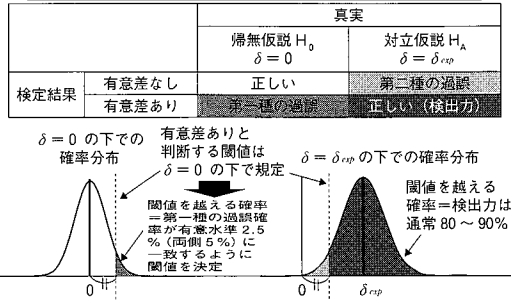 真実
帰無仮説 H₀
δ = 0
対立仮説 H_A
δ = δ_exp
検定結果
有意差なし
正しい
第二種の過誤
有意差あり
第一種の過誤
正しい（検出力）
δ = 0 の下での
確率分布
有意差ありと
判断する閾値は
δ = 0 の下で規定
閾値を越える確率
＝第一種の過誤確
率が有意水準 2.5
%（両側 5 %）に
一致するように
閾値を決定
δ = δ_exp の下での確率分布
閾値を越える
確率＝検出力は
通常 80 〜 90%
0
0
δ_exp